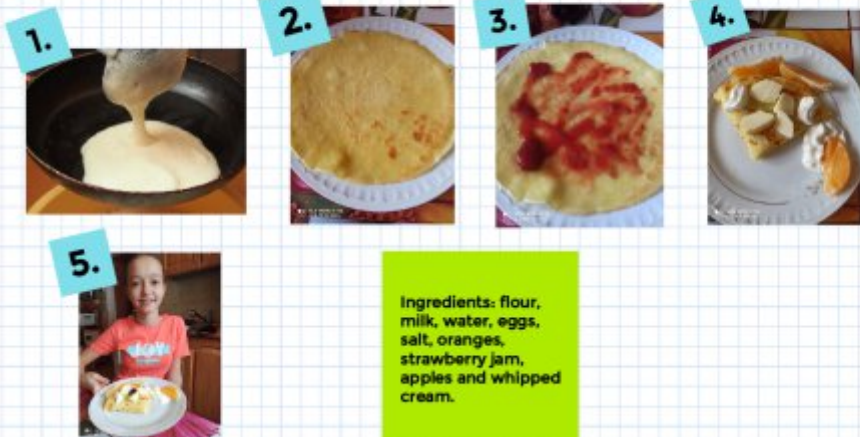 1.
2.
3.
4.
5.
Ingredients: flour,
milk, water, eggs,
salt, oranges,
strawberry jam,
apples and whipped
cream.